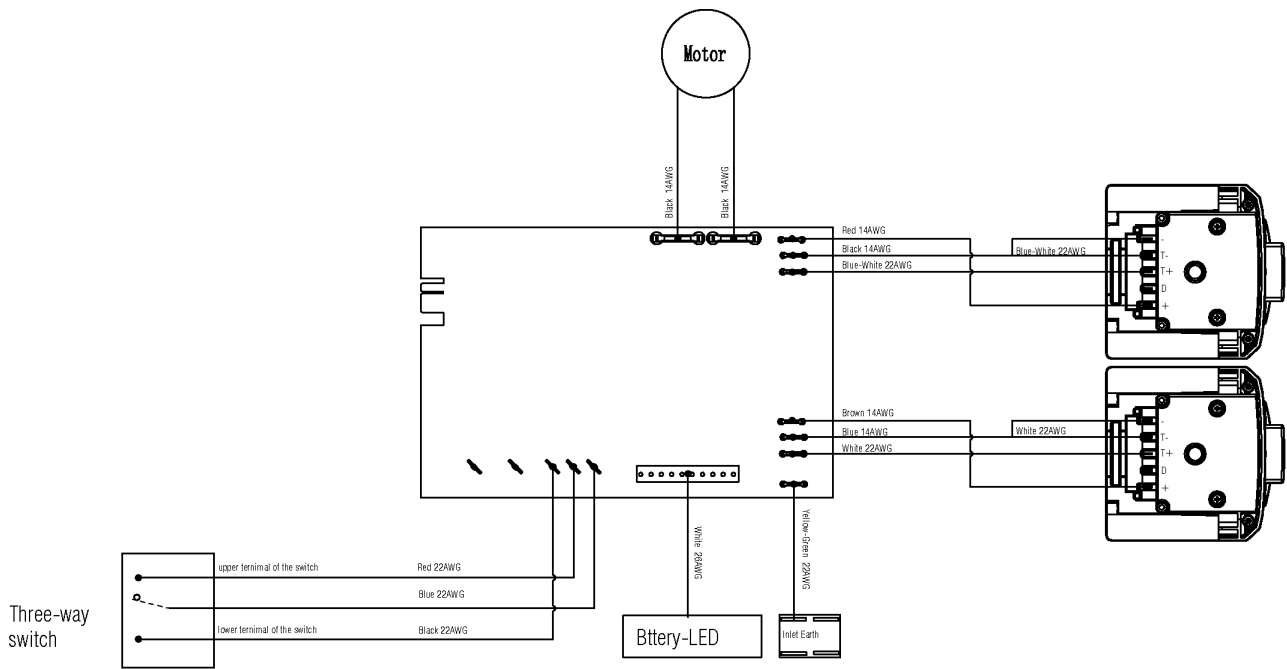 Motor
Black 14AWG
Black 14AWG
Red 14AWG
Black 14AWG
Blue-White 22AWG
Blue-White 22AWG
-
T-
T+
D
+
Brown 14AWG
Blue 14AWG
White 22AWG
White 22AWG
-
T-
T+
D
+
White 26AWG
Yellow-Green 22AWG
upper ternimal of the switch
Red 22AWG
Blue 22AWG
lower ternimal of the switch
Black 22AWG
Three-way
switch
Bttery-LED
Inlet Earth